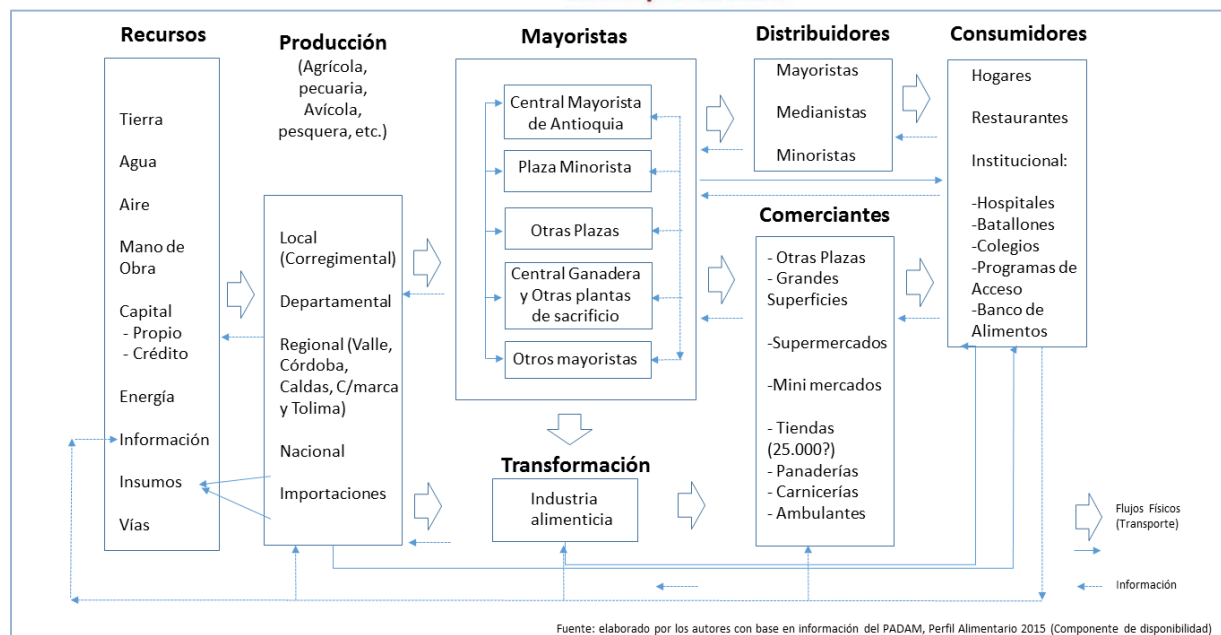 Recursos
Tierra
Agua
Aire
Mano de
Obra
Capital
- Propio
- Crédito
Energía
Información
Insumos
Vías
Producción
(Agrícola,
pecuaria,
Avícola,
pesquera, etc.)
Local
(Corregimental)
Departamental
Regional (Valle,
Córdoba,
Caldas, C/marca
y Tolima)
Nacional
Importaciones
Mayoristas
Central Mayorista
de Antioquia
Plaza Minorista
Otras Plazas
Central Ganadera
y Otras plantas
de sacrificio
Otros mayoristas
Transformación
Industria
alimenticia
Distribuidores
Mayoristas
Medianistas
Minoristas
Comerciantes
- Otras Plazas
- Grandes
Superficies
-Supermercados
-Mini mercados
- Tiendas
(25.000?)
- Panaderías
- Carnicerías
- Ambulantes
Consumidores
Hogares
Restaurantes
Institucional:
-Hospitales
-Batallones
-Colegios
-Programas de
Acceso
-Banco de
Alimentos
Flujos Físicos
(Transporte)
Información
Fuente: elaborado por los autores con base en información del PADAM, Perfil Alimentario 2015 (Componente de disponibilidad)